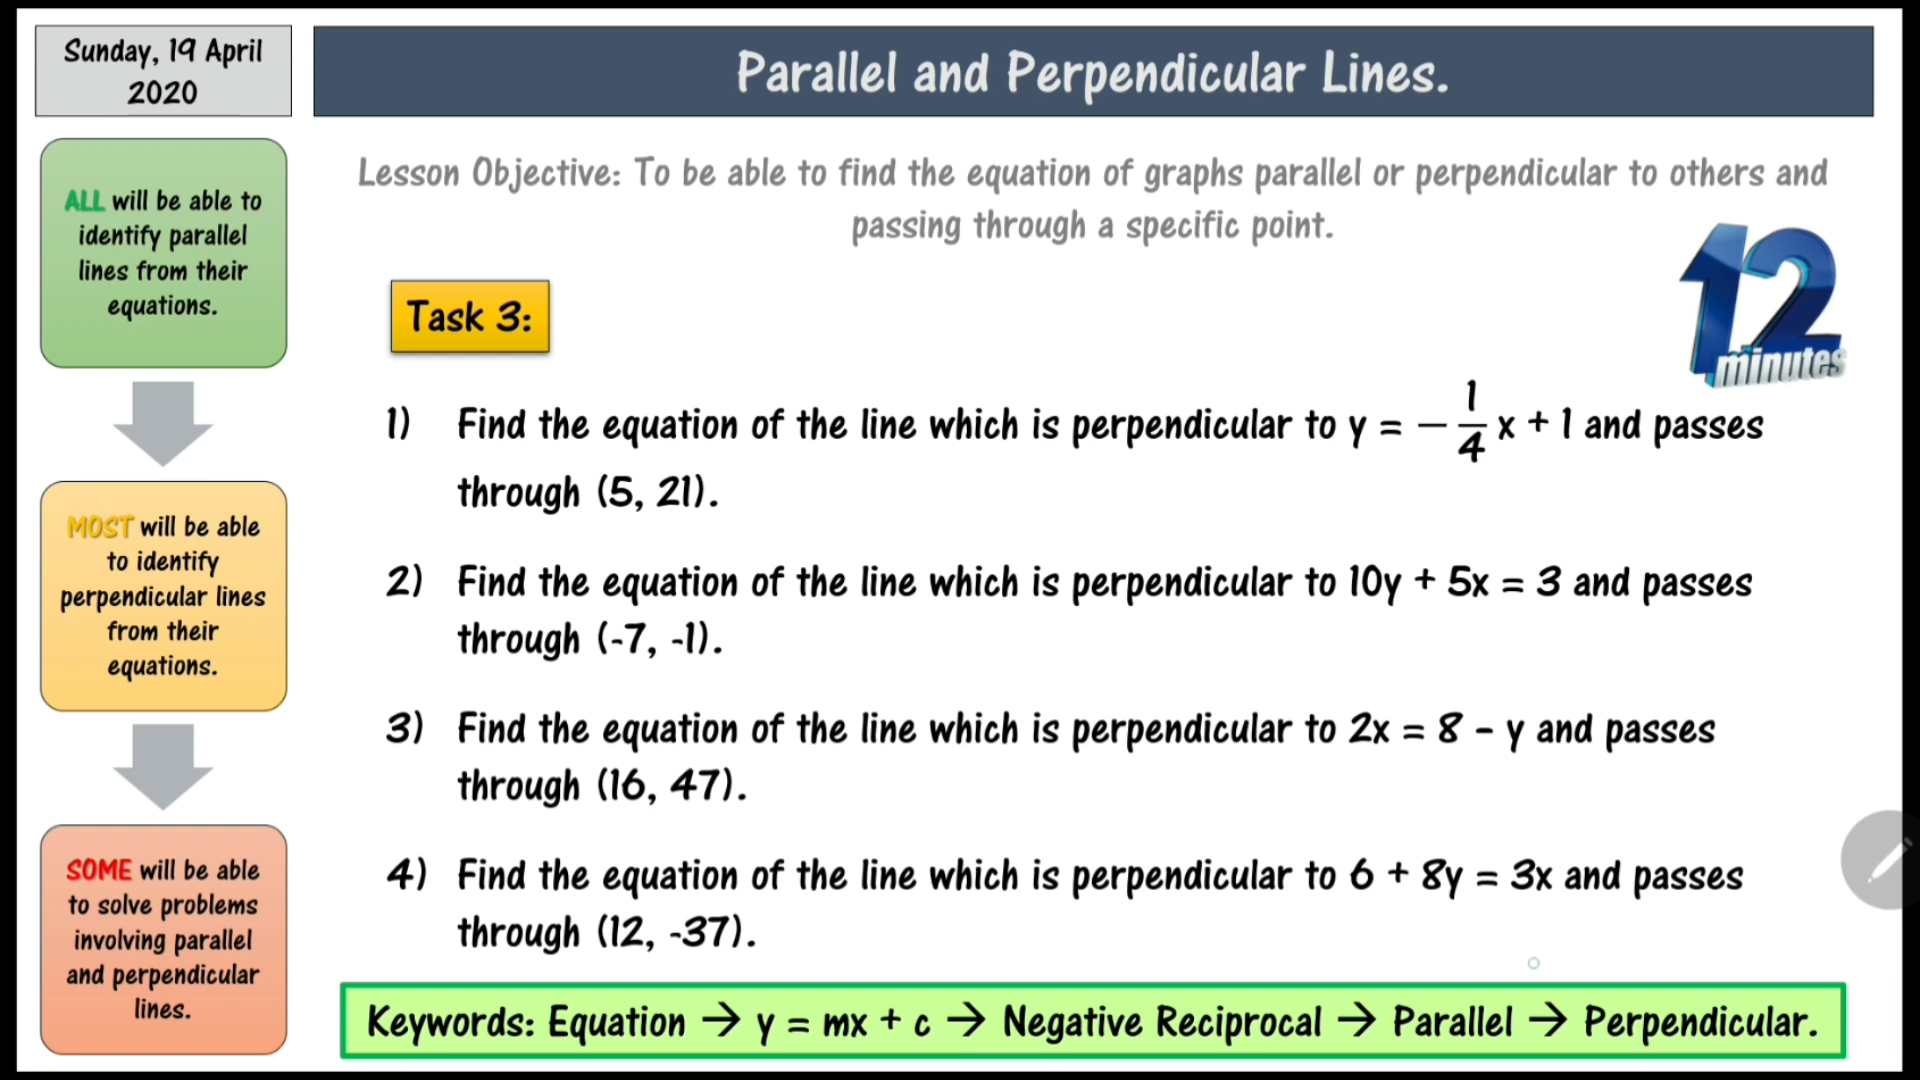 Sunday, 19 April
2020
Parallel and Perpendicular Lines.
Lesson Objective: To be able to find the equation of graphs parallel or perpendicular to others and
passing through a specific point.
12
minutes
ALL will be able to
identify parallel
lines from their
equations.
MOST will be able
to identify
perpendicular lines
from their
equations.
SOME will be able
to solve problems
involving parallel
and perpendicular
lines.
Task 3:
1) Find the equation of the line which is perpendicular to y = − 1/4 x + 1 and passes
through (5, 21).
2) Find the equation of the line which is perpendicular to 10y + 5x = 3 and passes
through (-7, -1).
3) Find the equation of the line which is perpendicular to 2x = 8 - y and passes
through (16, 47).
4) Find the equation of the line which is perpendicular to 6 + 8y = 3x and passes
through (12, -37).
Keywords: Equation → y = mx + c → Negative Reciprocal → Parallel → Perpendicular.